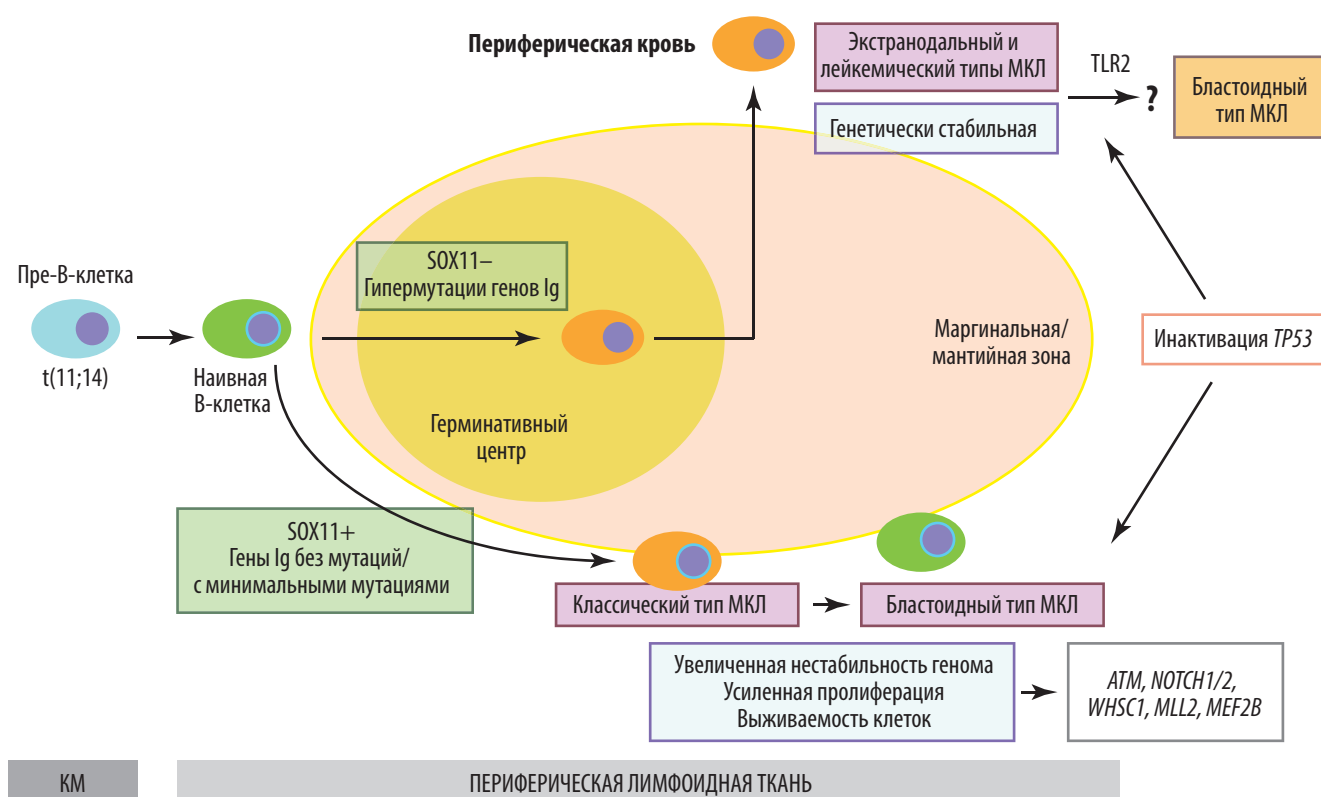 Периферическая кровь
Экстранодальный и
лейкемический типы МКЛ
Генетически стабильная
TLR2
?
Бластоидный
тип МКЛ
SOX11–
Гипермутации генов Ig
Пре-В-клетка
t(11;14)
Наивная
В-клетка
Герминативный
центр
Маргинальная/
мантийная зона
Инактивация TP53
SOX11+
Гены Ig без мутаций/
с минимальными мутациями
Классический тип МКЛ
Бластоидный тип МКЛ
Увеличенная нестабильность генома
Усиленная пролиферация
Выживаемость клеток
ATM, NOTCH1/2,
WHSC1, MLL2, MEF2B
КМ
ПЕРИФЕРИЧЕСКАЯ ЛИМФОИДНАЯ ТКАНЬ